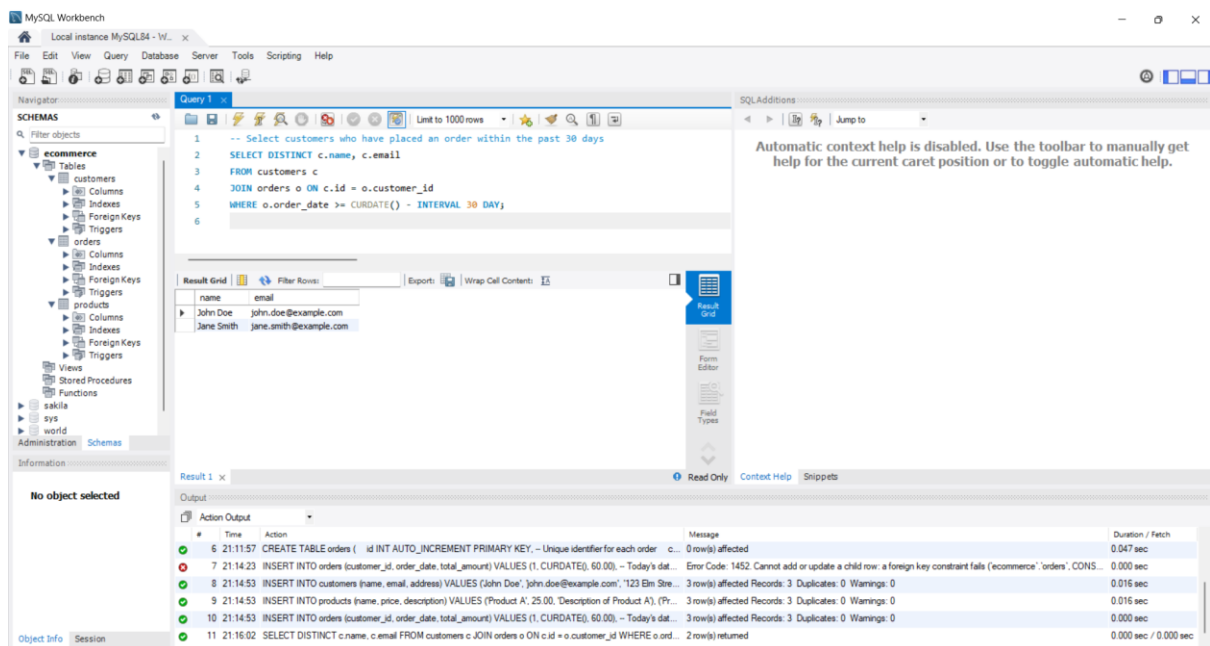 MySQL Workbench
Local instance MySQL84 - W... ×
File Edit View Query Database Server Tools Scripting Help
Navigator
SCHEMAS
Filter objects
ecommerce
Tables
customers
Columns
Indexes
Foreign Keys
Triggers
orders
Columns
Indexes
Foreign Keys
Triggers
products
Columns
Indexes
Foreign Keys
Triggers
Views
Stored Procedures
Functions
sakila
sys
world
Administration Schemas
Information
No object selected
Object Info Session
Query 1 ×
Limit to 1000 rows
1 -- Select customers who have placed an order within the past 30 days
2 SELECT DISTINCT c.name, c.email
3 FROM customers c
4 JOIN orders o ON c.id = o.customer_id
5 WHERE o.order_date >= CURDATE() - INTERVAL 30 DAY;
6
Result Grid Filter Rows: Export: Wrap Cell Content:
name email
John Doe john.doe@example.com
Jane Smith jane.smith@example.com
Result Grid
Form Editor
Field Types
Result 1 × Read Only
SQLAdditions
Jump to
Automatic context help is disabled. Use the toolbar to manually get
help for the current caret position or to toggle automatic help.
Context Help Snippets
Output
Action Output
# Time Action Message Duration / Fetch
6 21:11:57 CREATE TABLE orders ( id INT AUTO_INCREMENT PRIMARY KEY, -- Unique identifier for each order c... 0 row(s) affected 0.047 sec
7 21:14:23 INSERT INTO orders (customer_id, order_date, total_amount) VALUES (1, CURDATE(), 60.00), -- Today's dat... Error Code: 1452. Cannot add or update a child row: a foreign key constraint fails (`ecommerce`.`orders`, CONS... 0.000 sec
8 21:14:53 INSERT INTO customers (name, email, address) VALUES ('John Doe', 'john.doe@example.com', '123 Elm Stre... 3 row(s) affected Records: 3 Duplicates: 0 Warnings: 0 0.016 sec
9 21:14:53 INSERT INTO products (name, price, description) VALUES ('Product A', 25.00, 'Description of Product A'), ('Pr... 3 row(s) affected Records: 3 Duplicates: 0 Warnings: 0 0.016 sec
10 21:14:53 INSERT INTO orders (customer_id, order_date, total_amount) VALUES (1, CURDATE(), 60.00), -- Today's dat... 3 row(s) affected Records: 3 Duplicates: 0 Warnings: 0 0.000 sec
11 21:16:02 SELECT DISTINCT c.name, c.email FROM customers c JOIN orders o ON c.id = o.customer_id WHERE o.ord... 2 row(s) returned 0.000 sec / 0.000 sec